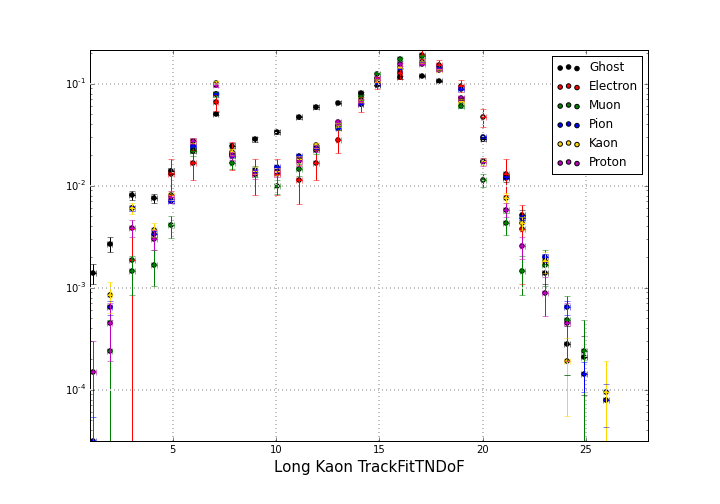 10⁻¹
10⁻²
10⁻³
10⁻⁴
Ghost
Electron
Muon
Pion
Kaon
Proton
5 10 15 20 25
Long Kaon TrackFitTNDoF